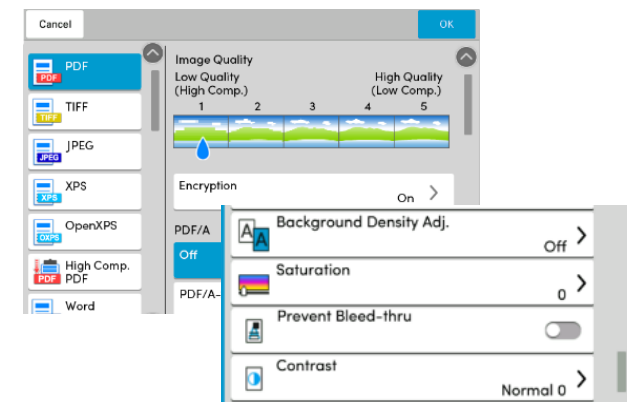 Cancel
OK
PDF
PDF
TIFF
TIFF
JPEG
JPEG
XPS
XPS
OpenXPS
OXPS
High Comp.
PDF
PDF
Word
Image Quality
Low Quality
(High Comp.)
High Quality
(Low Comp.)
1 2 3 4 5
Encryption
On
PDF/A
Off
PDF/A-
Background Density Adj.
A A
Off
Saturation
0
Prevent Bleed-thru
Contrast
Normal 0